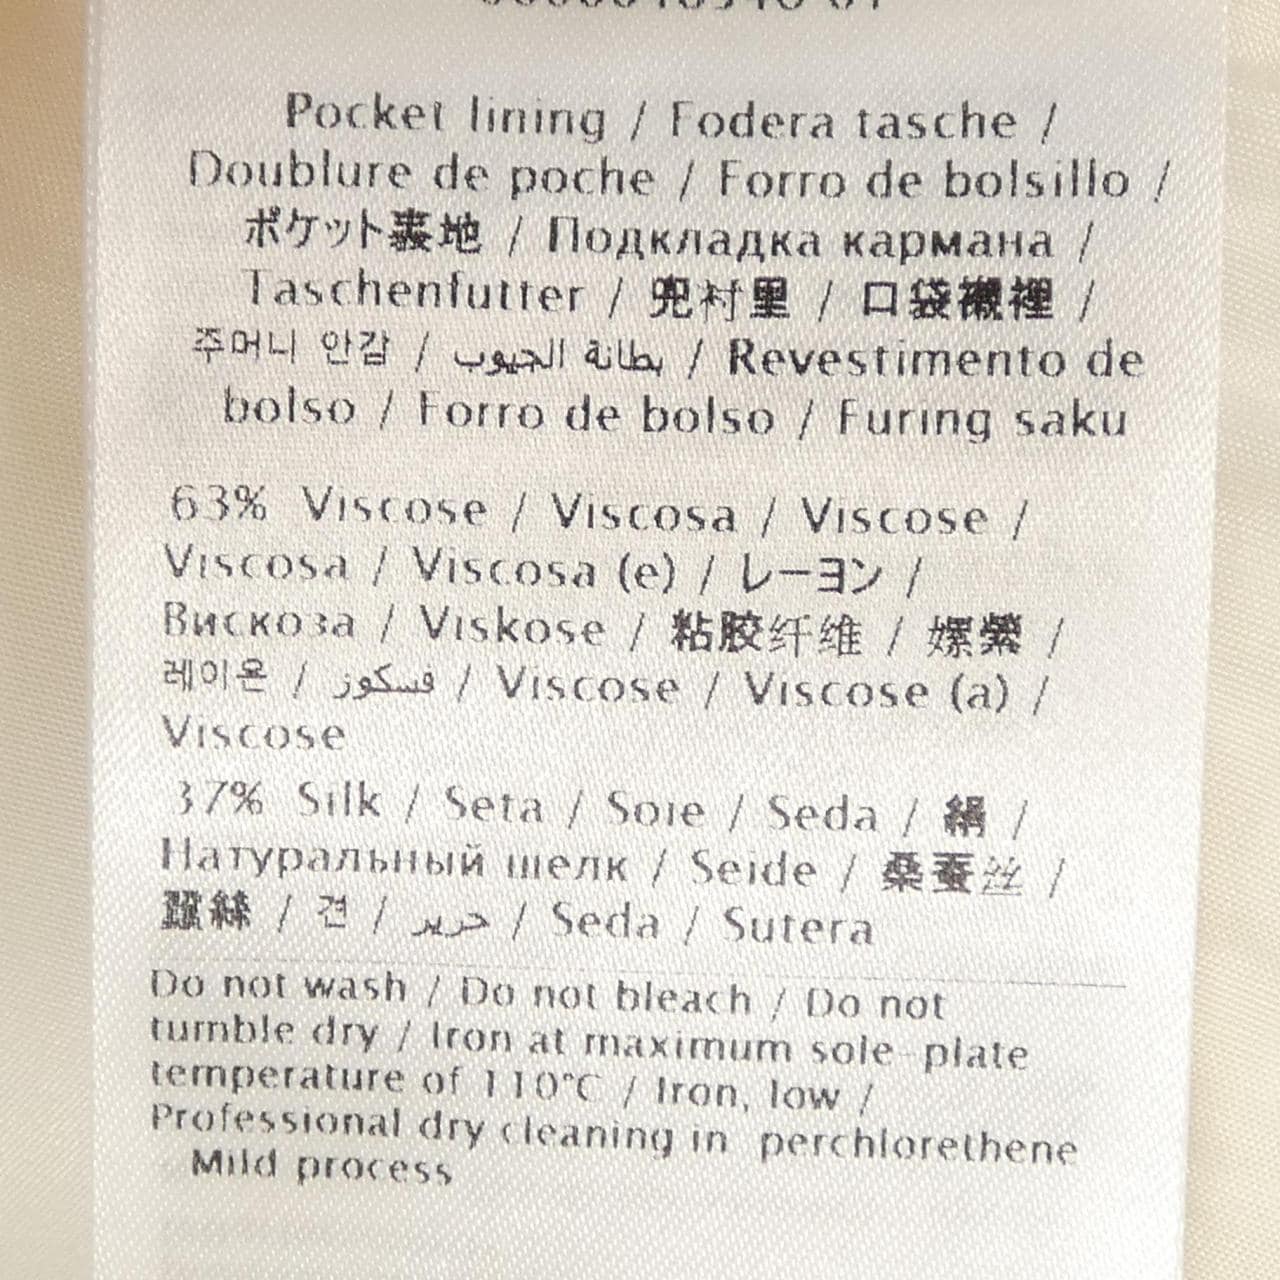 Pocket lining / Fodera tasche /
Doublure de poche / Forro de bolsillo /
ポケット裏地 / Подкладка кармана /
Taschenfutter / 兜衬里 / 口袋襯裡 /
주머니 안감 / بطانة الجيوب / Revestimento de
bolso / Forro de bolso / Furing saku
63% Viscose / Viscosa / Viscose /
Viscosa / Viscosa (e) / レーヨン /
Вискоза / Viskose / 粘胶纤维 / 嫘縈 /
레이온 / فسكوز / Viscose / Viscose (a) /
Viscose
37% Silk / Seta / Soie / Seda / 絹 /
Натуральный шелк / Seide / 桑蚕丝 /
蠶絲 / 견 / حرير / Seda / Sutera
Do not wash / Do not bleach / Do not
tumble dry / Iron at maximum sole-plate
temperature of 110°C / Iron, low /
Professional dry cleaning in perchlorethene
Mild process